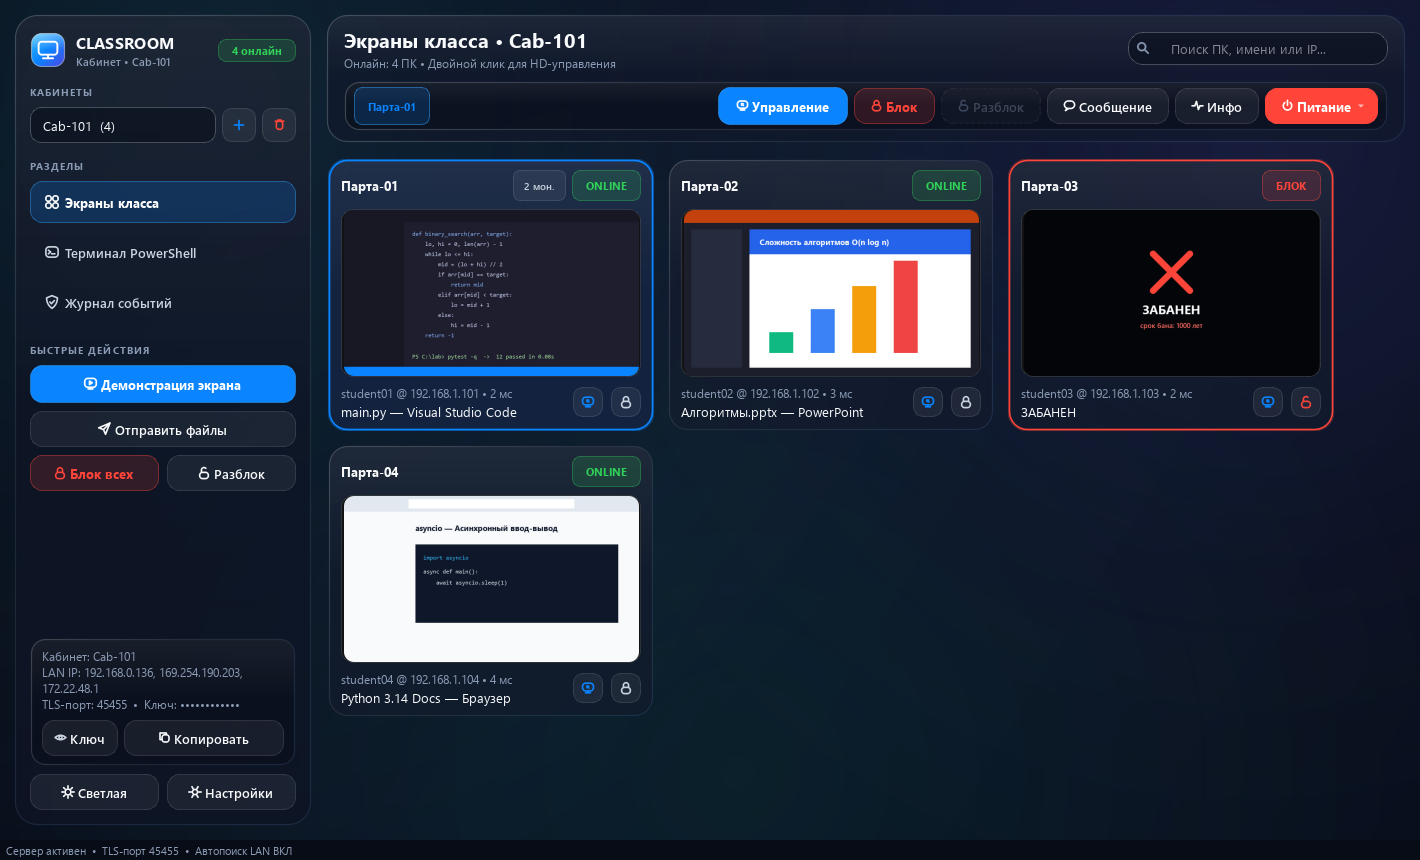 CLASSROOM
Кабинет • Cab-101
4 онлайн
КАБИНЕТЫ
Cab-101 (4)
РАЗДЕЛЫ
Экраны класса
Терминал PowerShell
Журнал событий
БЫСТРЫЕ ДЕЙСТВИЯ
Демонстрация экрана
Отправить файлы
Блок всех
Разблок
Кабинет: Cab-101
LAN IP: 192.168.0.136, 169.254.190.203,
172.22.48.1
TLS-порт: 45455 • Ключ: ••••••••••••
Ключ
Копировать
Светлая
Настройки
Экраны класса • Cab-101
Онлайн: 4 ПК • Двойной клик для HD-управления
Поиск ПК, имени или IP...
Парта-01
Управление
Блок
Разблок
Сообщение
Инфо
Питание
Парта-01
2 мон.
ONLINE
def binary_search(arr, target):
lo, hi = 0, len(arr) - 1
while lo <= hi:
mid = (lo + hi) // 2
if arr[mid] == target:
return mid
elif arr[mid] < target:
lo = mid + 1
else:
hi = mid - 1
return -1
PS C:\lab> pytest -q -> 12 passed in 0.08s
student01 @ 192.168.1.101 • 2 мс
main.py — Visual Studio Code
Парта-02
ONLINE
Сложность алгоритмов O(n log n)
student02 @ 192.168.1.102 • 3 мс
Алгоритмы.pptx — PowerPoint
Парта-03
БЛОК
ЗАБАНЕН
срок бана: 1000 лет
student03 @ 192.168.1.103 • 2 мс
ЗАБАНЕН
Парта-04
ONLINE
asyncio — Асинхронный ввод-вывод
import asyncio
async def main():
await asyncio.sleep(1)
student04 @ 192.168.1.104 • 4 мс
Python 3.14 Docs — Браузер
Сервер активен • TLS-порт 45455 • Автопоиск LAN ВКЛ